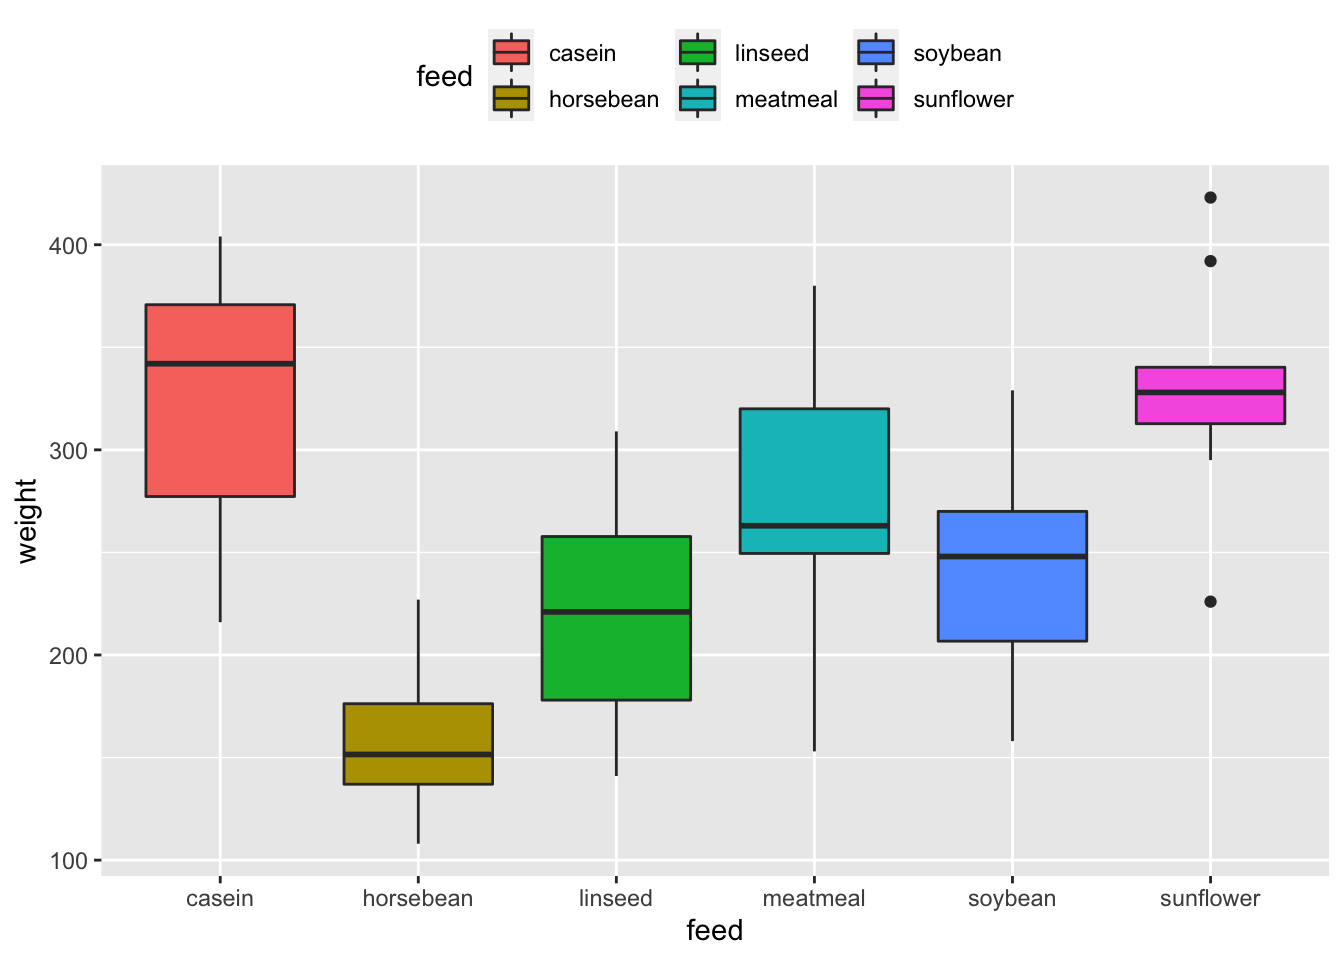 feed
casein linseed soybean
horsebean meatmeal sunflower
weight
400
300
200
100
casein horsebean linseed meatmeal soybean sunflower
feed